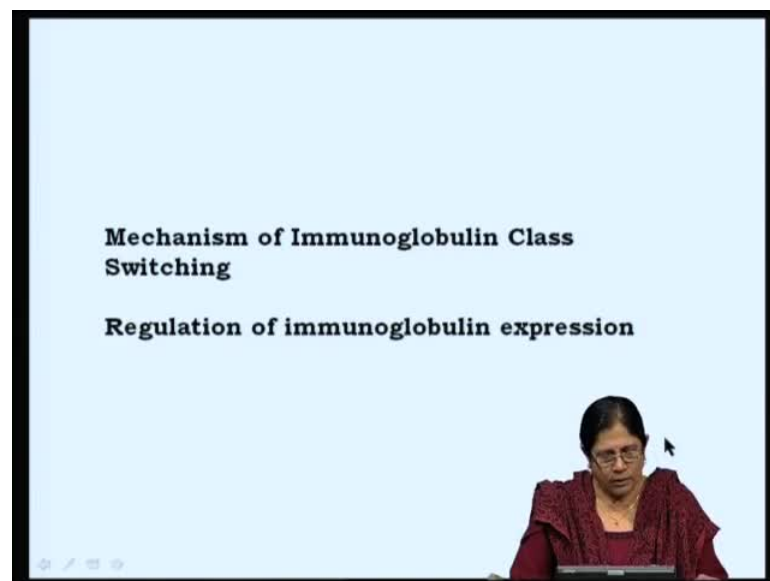 Mechanism of Immunoglobulin Class
Switching
Regulation of immunoglobulin expression